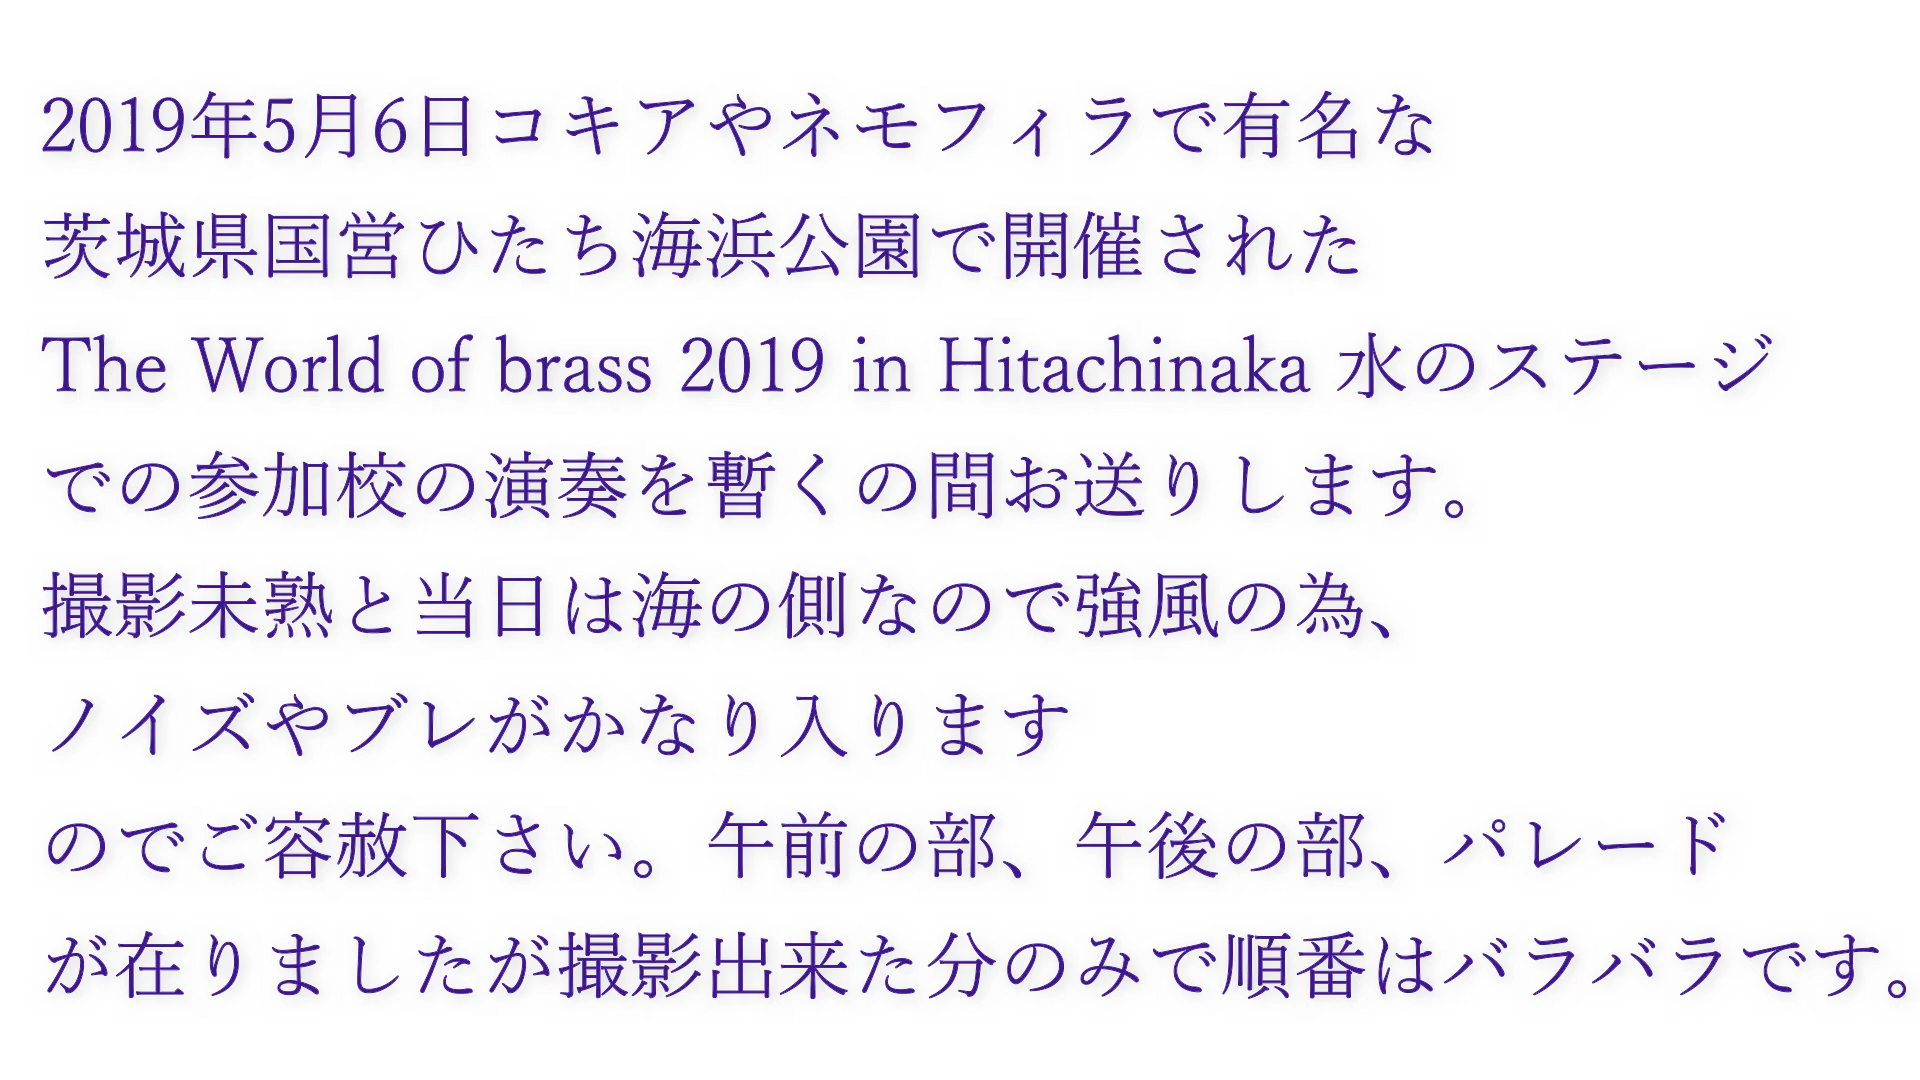 2019年5月6日コキアやネモフィラで有名な
茨城県国営ひたち海浜公園で開催された
The World of brass 2019 in Hitachinaka 水のステージ
での参加校の演奏を暫くの間お送りします。
撮影未熟と当日は海の側なので強風の為、
ノイズやブレがかなり入ります
のでご容赦下さい。午前の部、午後の部、パレード
が在りましたが撮影出来た分のみで順番はバラバラです。